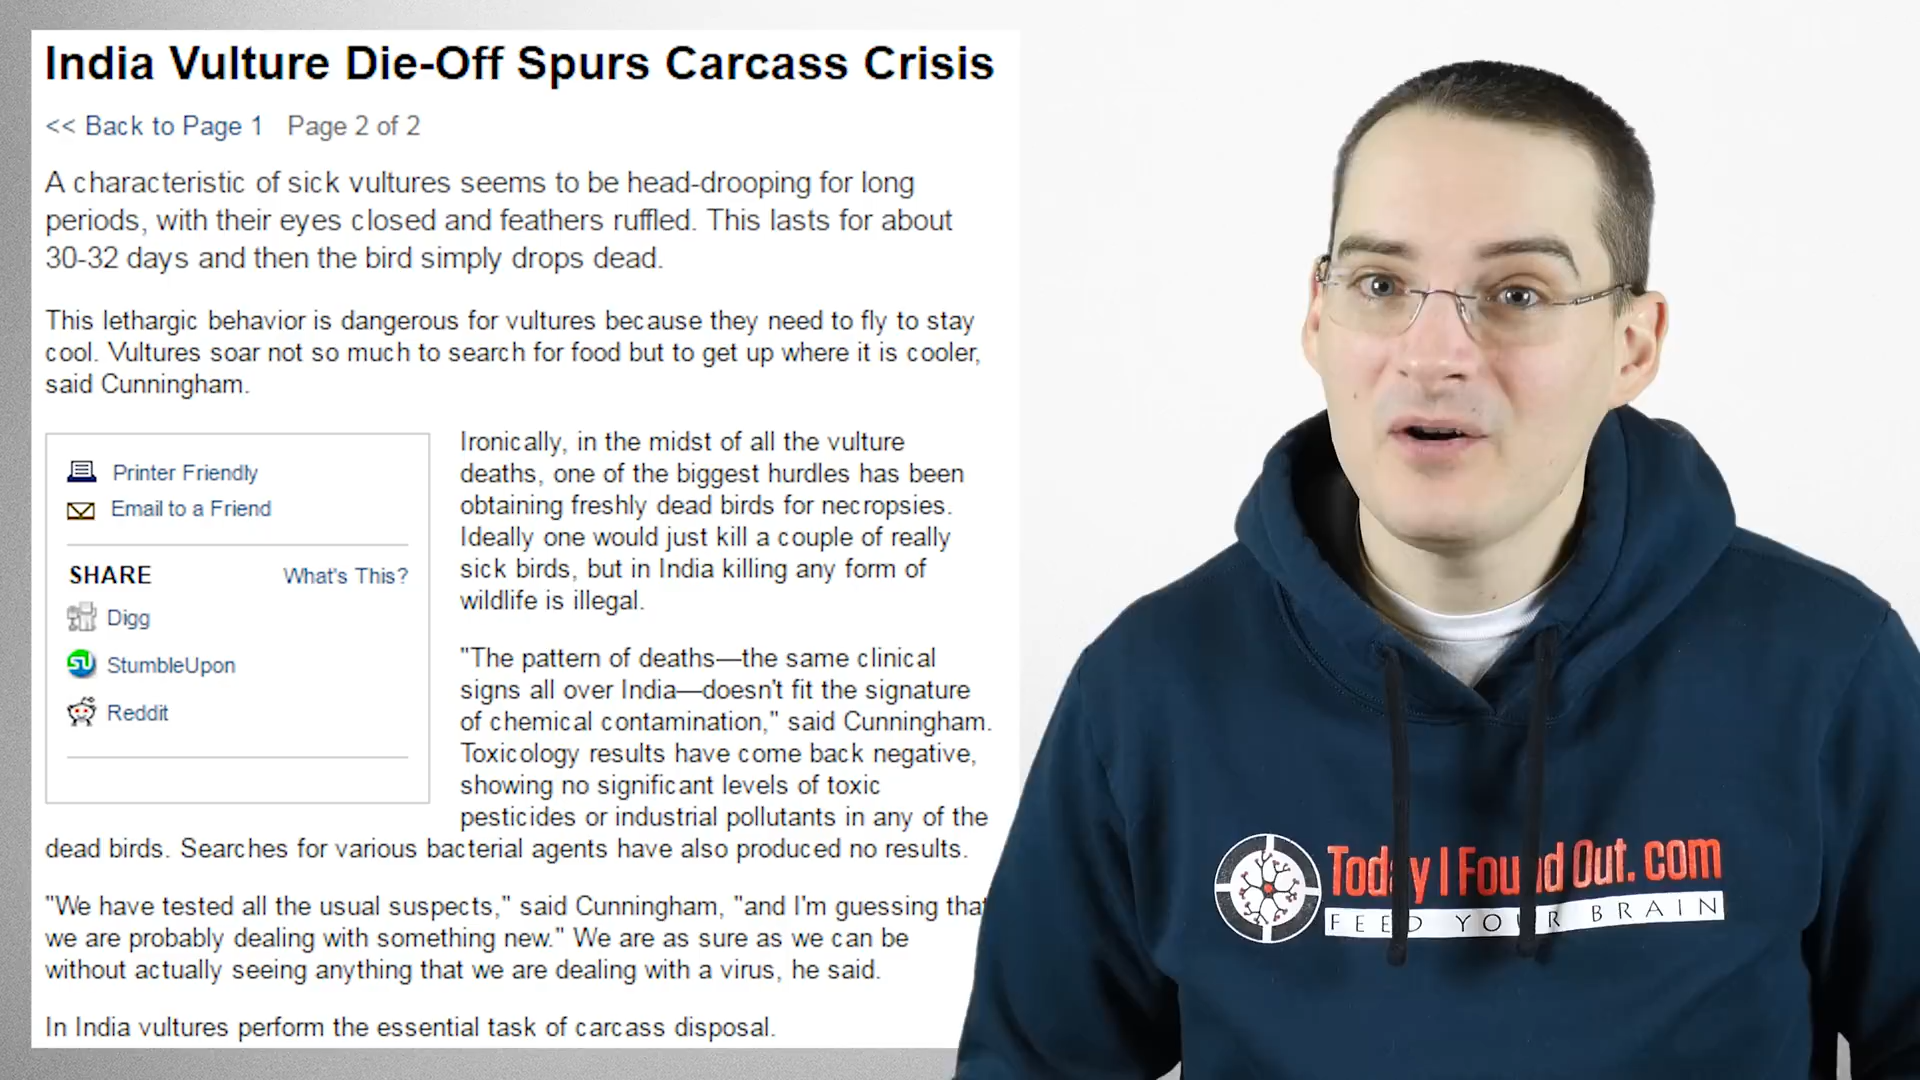 India Vulture Die-Off Spurs Carcass Crisis
<< Back to Page 1 Page 2 of 2
A characteristic of sick vultures seems to be head-drooping for long
periods, with their eyes closed and feathers ruffled. This lasts for about
30-32 days and then the bird simply drops dead.
This lethargic behavior is dangerous for vultures because they need to fly to stay
cool. Vultures soar not so much to search for food but to get up where it is cooler,
said Cunningham.
Printer Friendly
Email to a Friend
SHARE What's This?
Digg
StumbleUpon
Reddit
Ironically, in the midst of all the vulture
deaths, one of the biggest hurdles has been
obtaining freshly dead birds for necropsies.
Ideally one would just kill a couple of really
sick birds, but in India killing any form of
wildlife is illegal.
"The pattern of deaths—the same clinical
signs all over India—doesn't fit the signature
of chemical contamination," said Cunningham.
Toxicology results have come back negative,
showing no significant levels of toxic
pesticides or industrial pollutants in any of the
dead birds. Searches for various bacterial agents have also produced no results.
"We have tested all the usual suspects," said Cunningham, "and I'm guessing that
we are probably dealing with something new." We are as sure as we can be
without actually seeing anything that we are dealing with a virus, he said.
In India vultures perform the essential task of carcass disposal.
Today I Found Out.com
FEED YOUR BRAIN